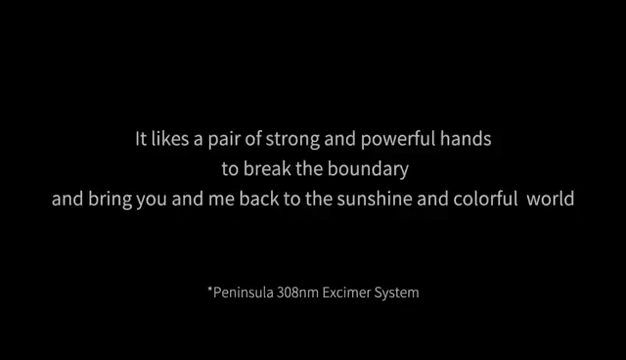 It likes a pair of strong and powerful hands
to break the boundary
and bring you and me back to the sunshine and colorful  world
*Peninsula 308nm Excimer System